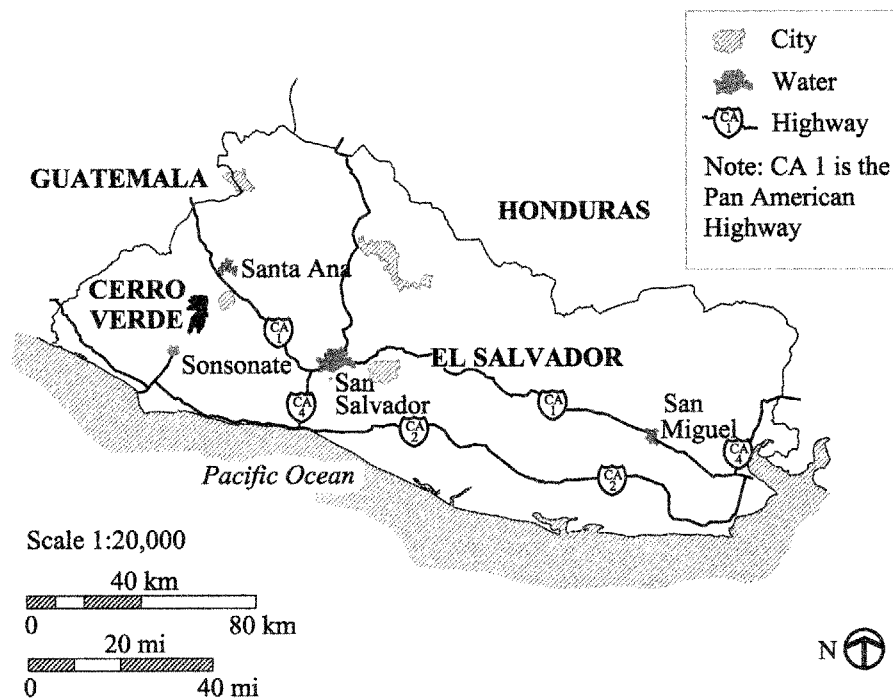 City
Water
CA 1 Highway
Note: CA 1 is the
Pan American
Highway
GUATEMALA
HONDURAS
Santa Ana
CERRO
VERDE
CA 1
Sonsonate
EL SALVADOR
San
Salvador
CA 4
CA 2
CA 1
San
Miguel
CA 4
CA 2
Pacific Ocean
Scale 1:20,000
40 km
0 80 km
20 mi
0 40 mi
N